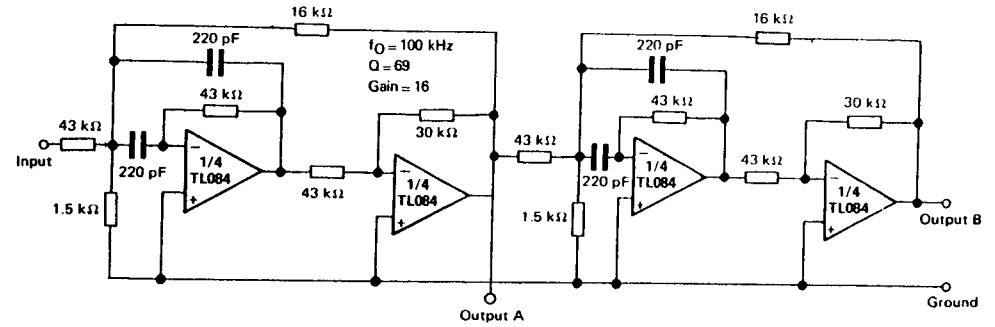 16 kΩ
220 pF
fO = 100 kHz
Q = 69
Gain = 16
43 kΩ
30 kΩ
43 kΩ
Input
220 pF
1/4
TL084
43 kΩ
1/4
TL084
1.5 kΩ
Output A
16 kΩ
220 pF
43 kΩ
30 kΩ
43 kΩ
220 pF
1/4
TL084
43 kΩ
1/4
TL084
1.5 kΩ
Output B
Ground